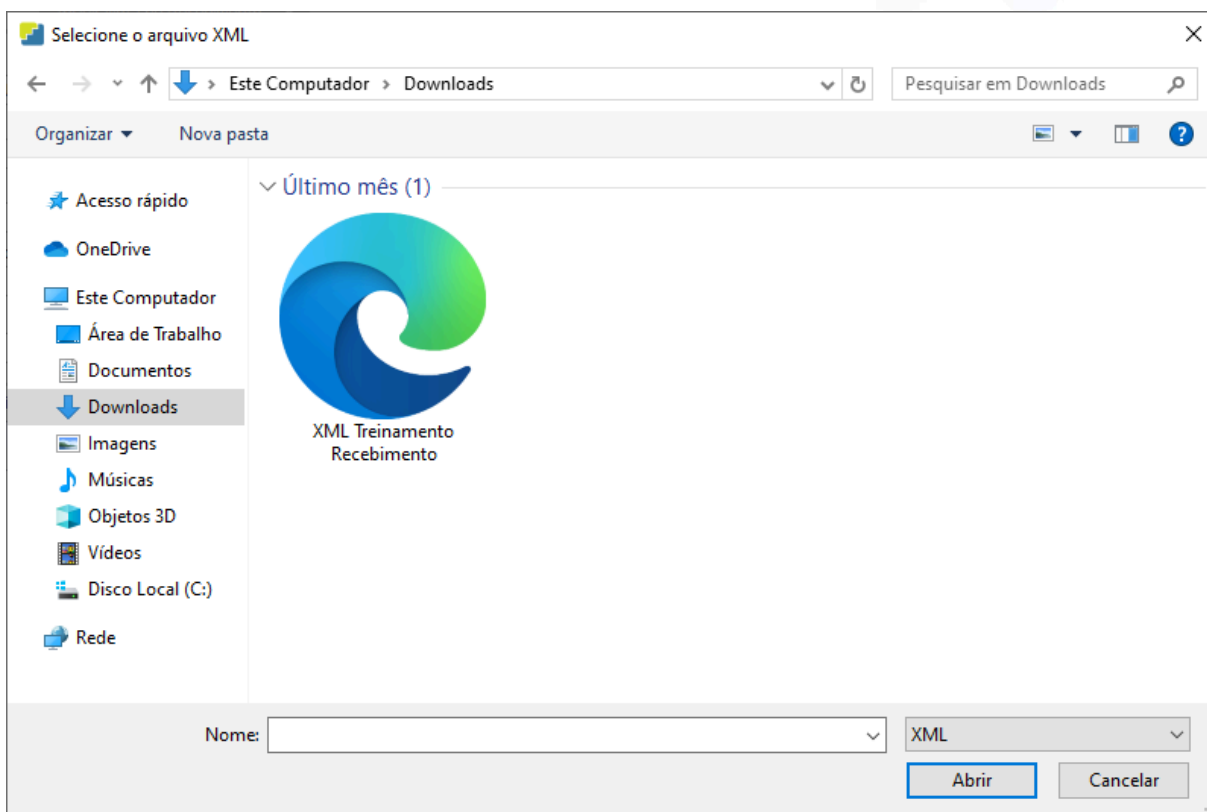 Selecione o arquivo XML
Este Computador > Downloads
Pesquisar em Downloads
Organizar
Nova pasta
Acesso rápido
OneDrive
Este Computador
Área de Trabalho
Documentos
Downloads
Imagens
Músicas
Objetos 3D
Vídeos
Disco Local (C:)
Rede
Último mês (1)
XML Treinamento
Recebimento
Nome:
XML
Abrir
Cancelar